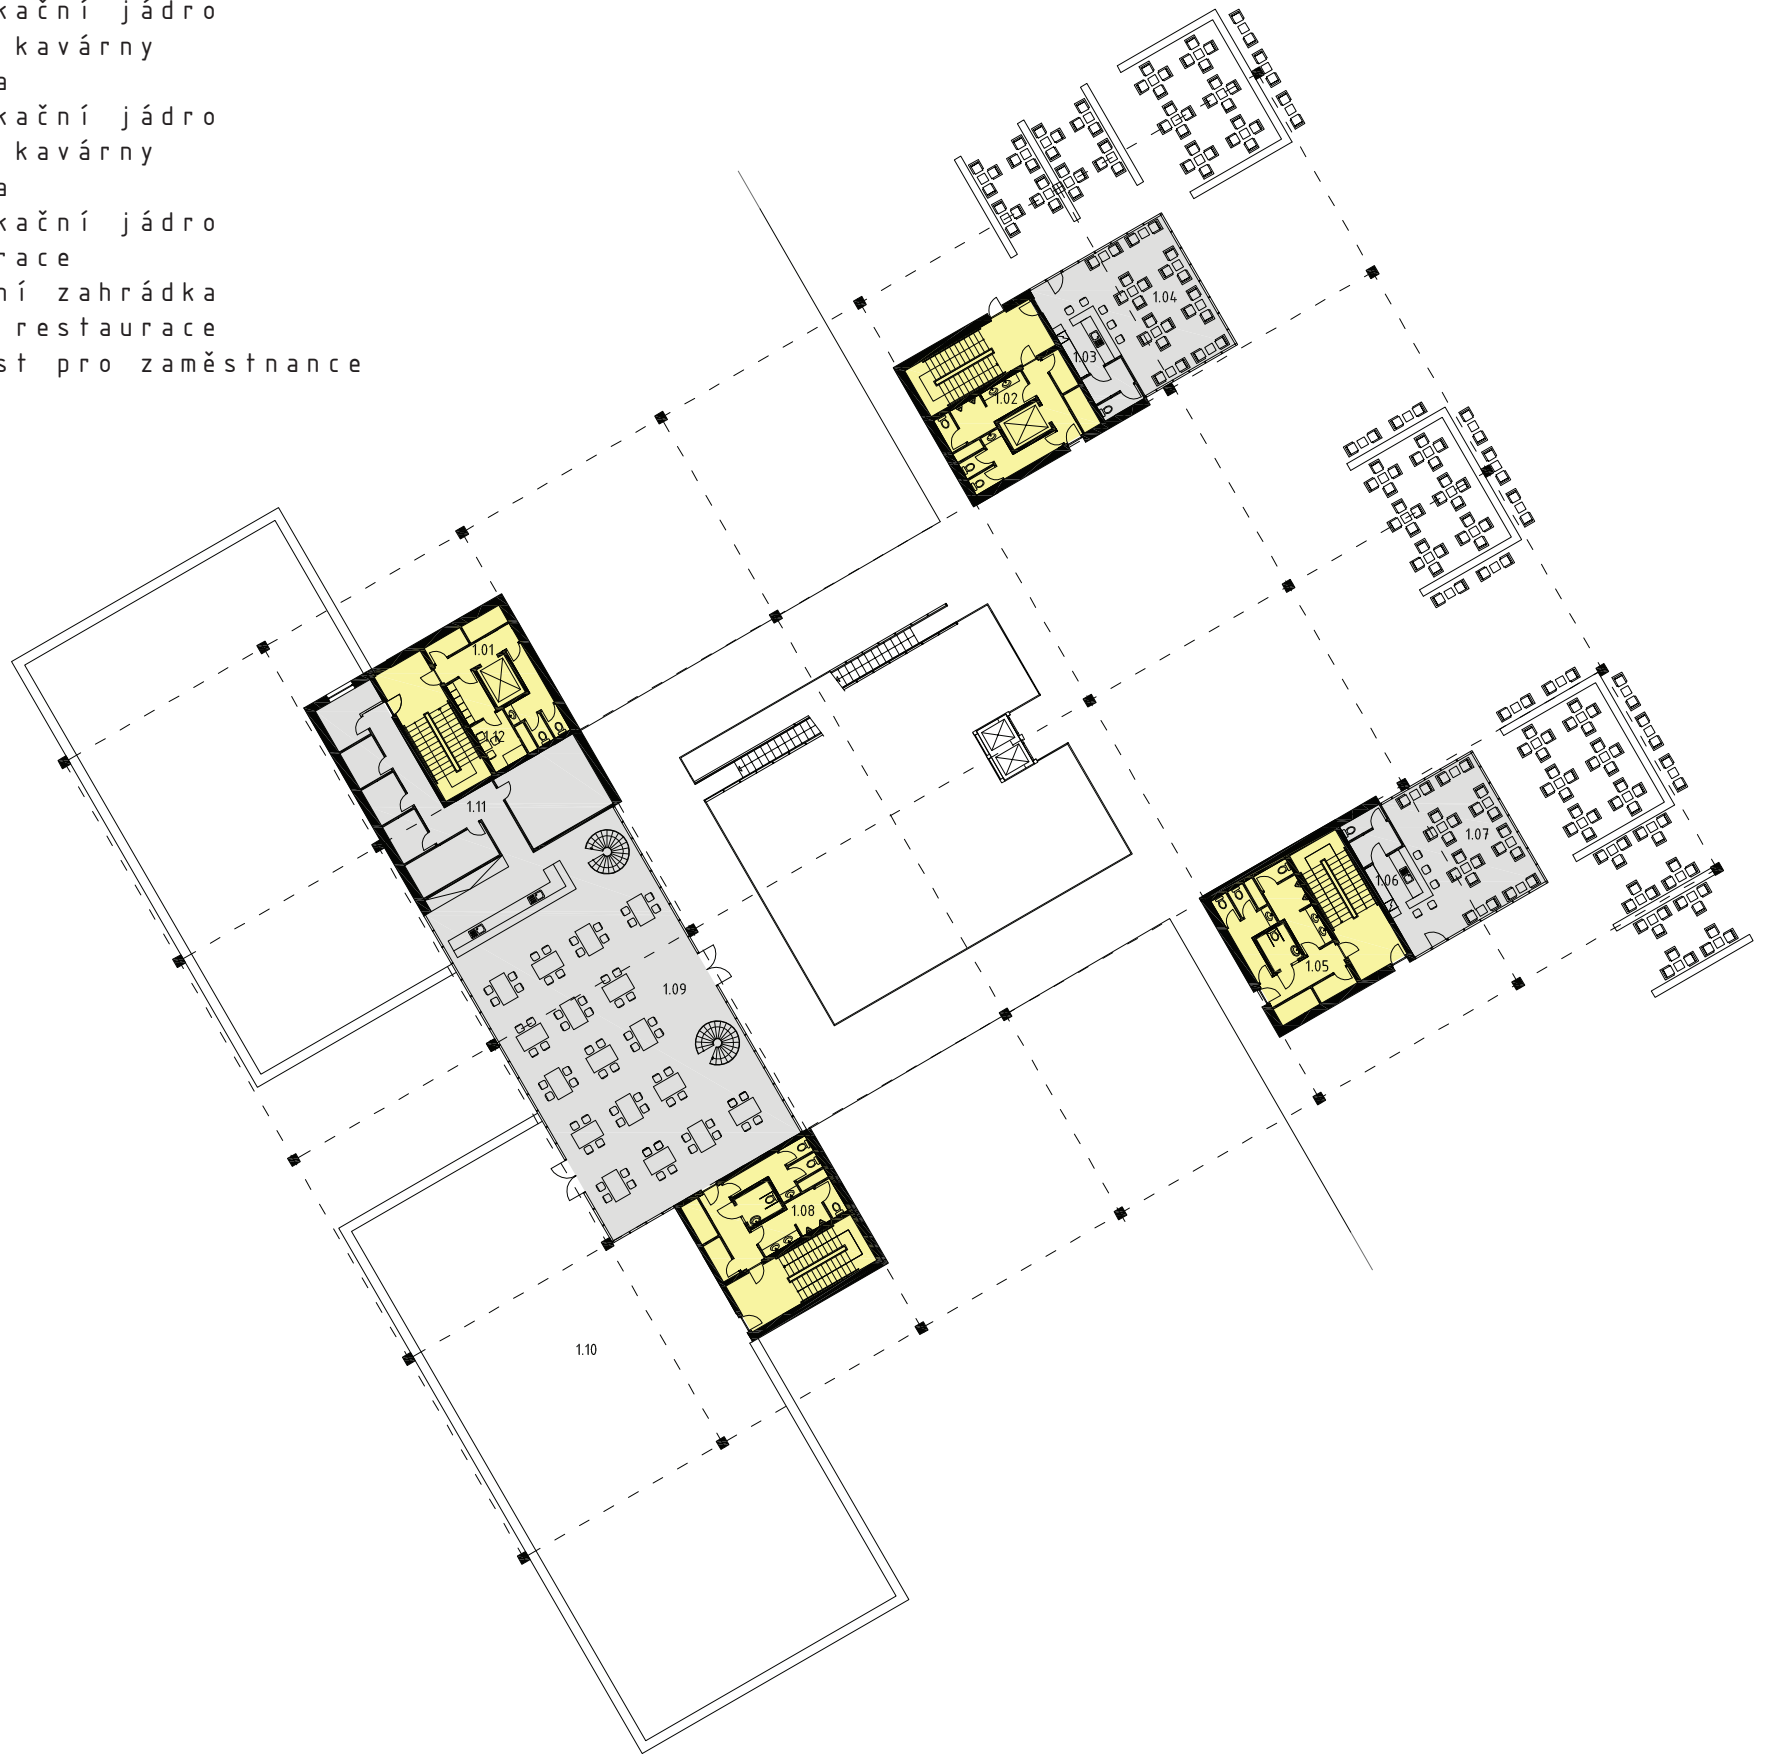 kační jádro
kavárny
a
kační jádro
kavárny
a
kační jádro
race
ní zahrádka
restaurace
st pro zaměstnance
1.04
1.03
1.02
1.01
1.12
1.11
1.07
1.06
1.05
1.09
1.08
1.10